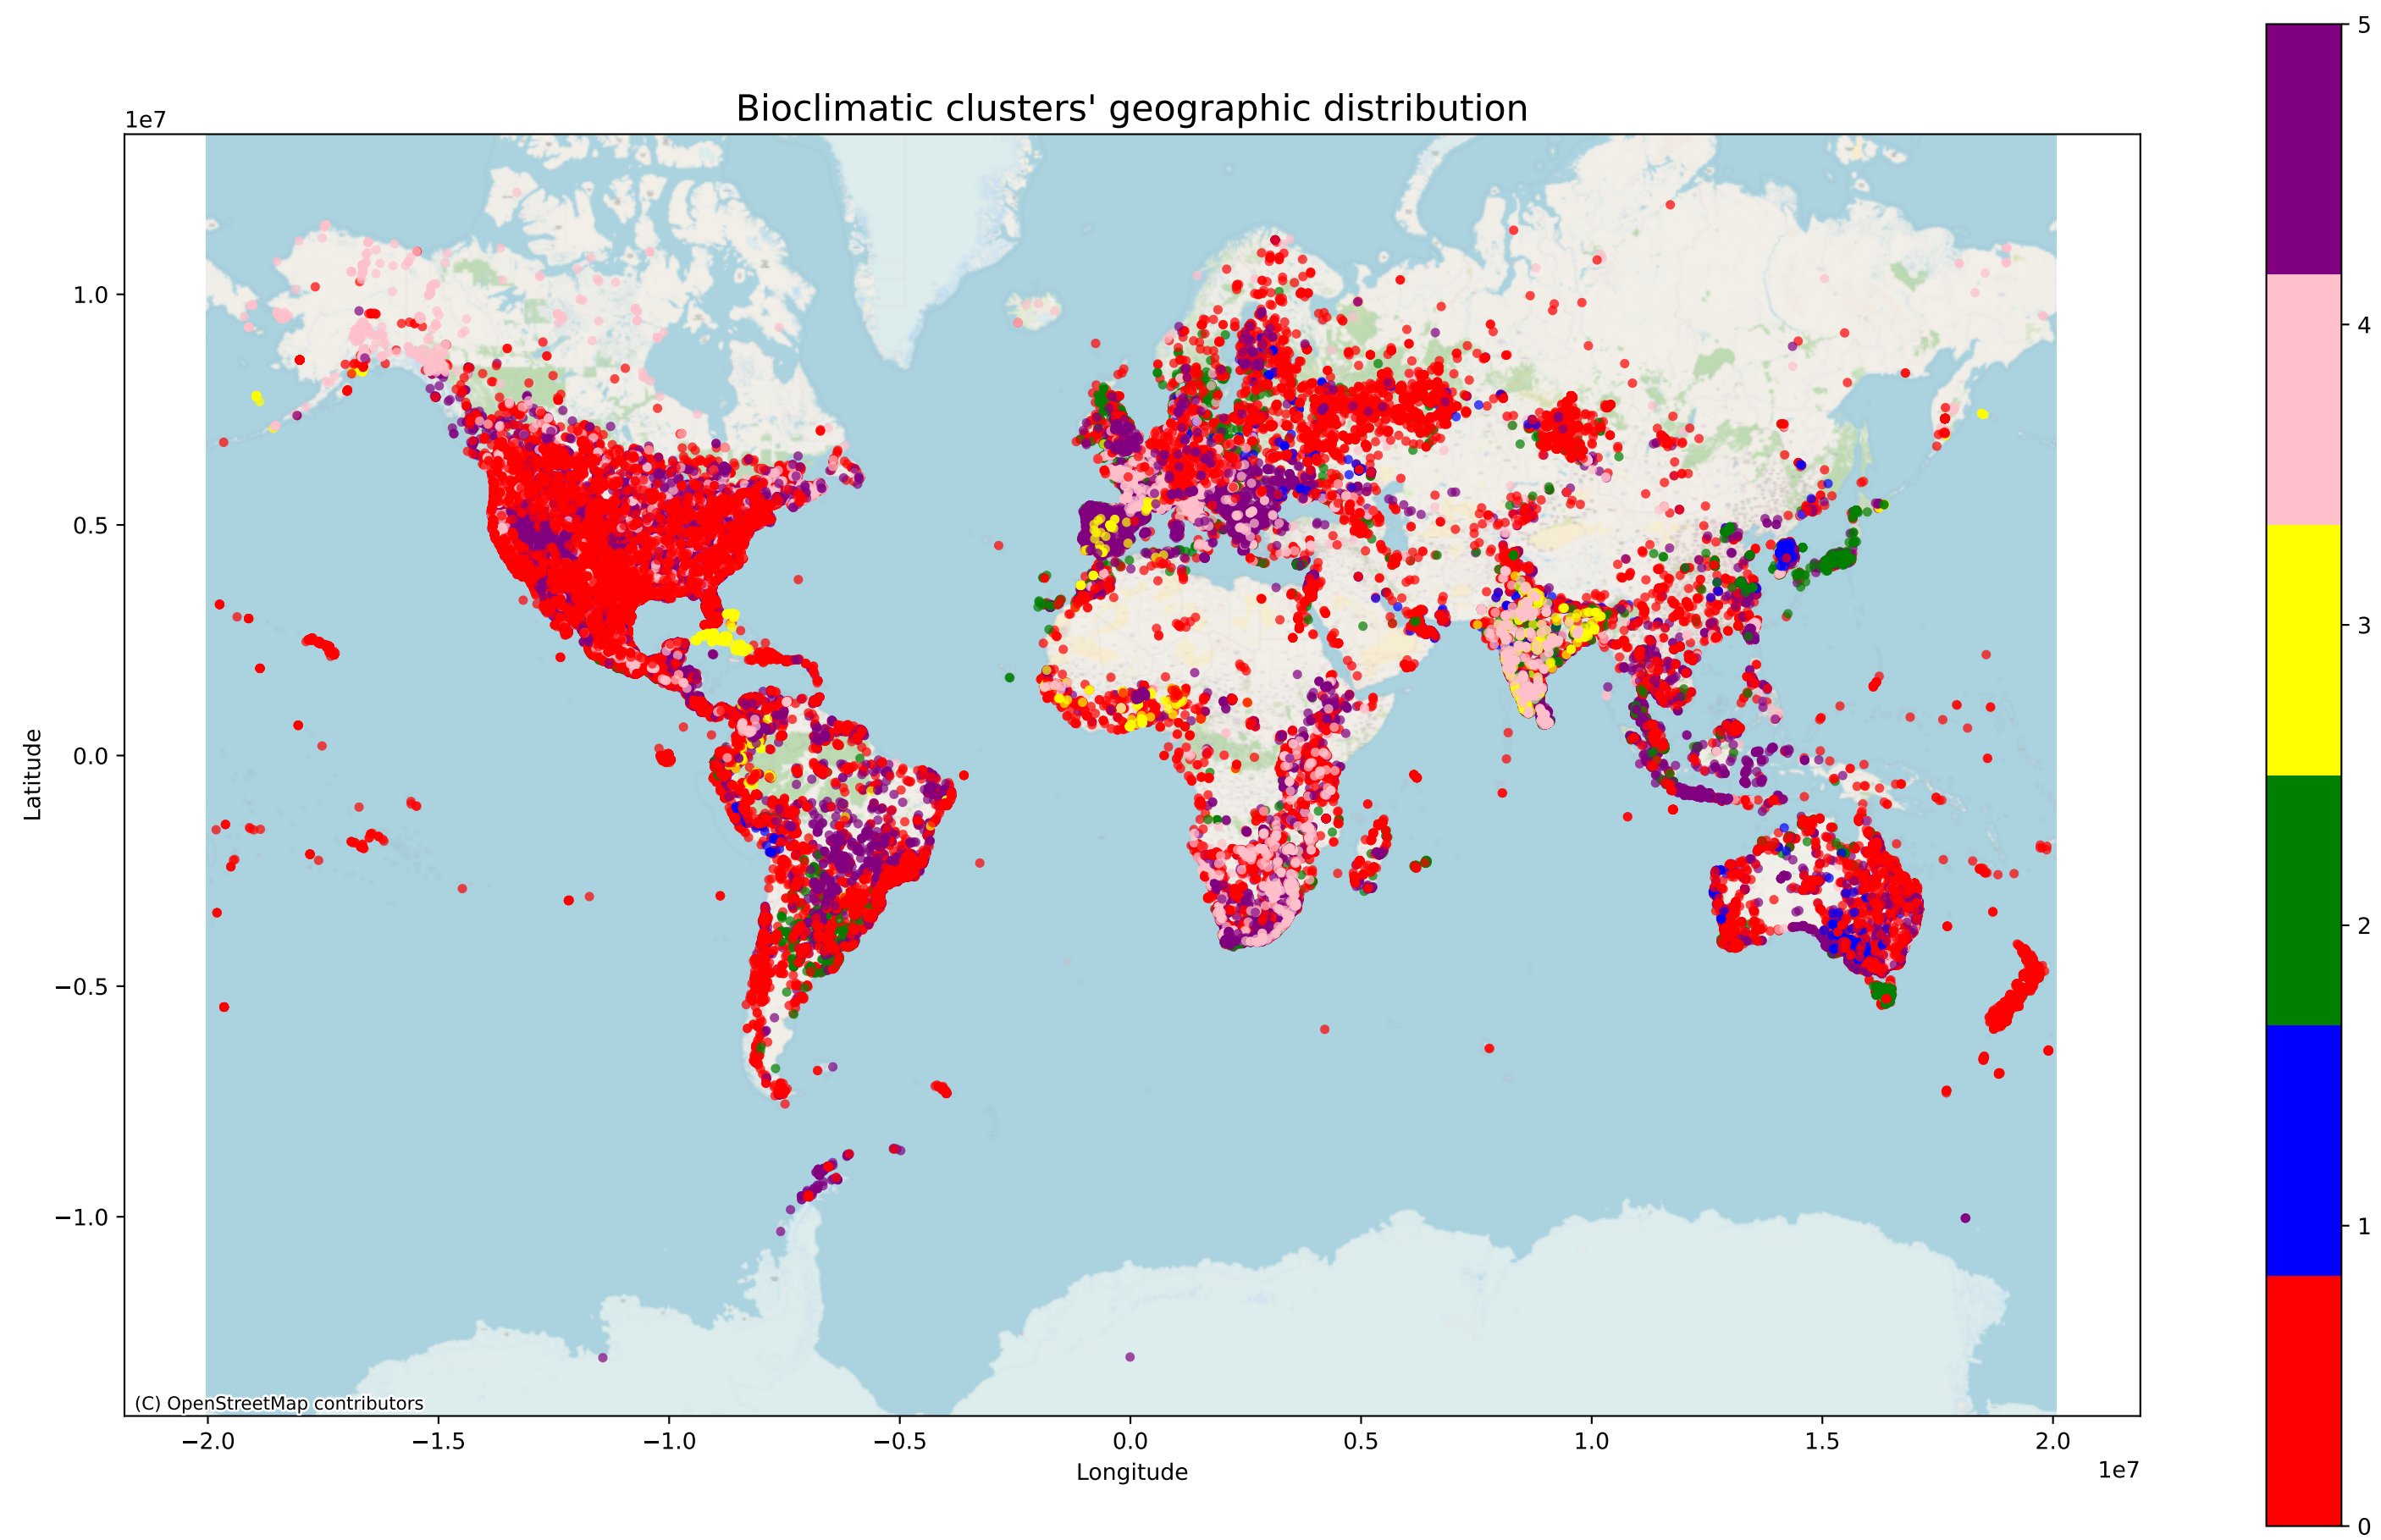 Bioclimatic clusters' geographic distribution
1e7
1.0
0.5
0.0
−0.5
−1.0
Latitude
(C) OpenStreetMap contributors
−2.0 −1.5 −1.0 −0.5 0.0 0.5 1.0 1.5 2.0
1e7
Longitude
5
4
3
2
1
0